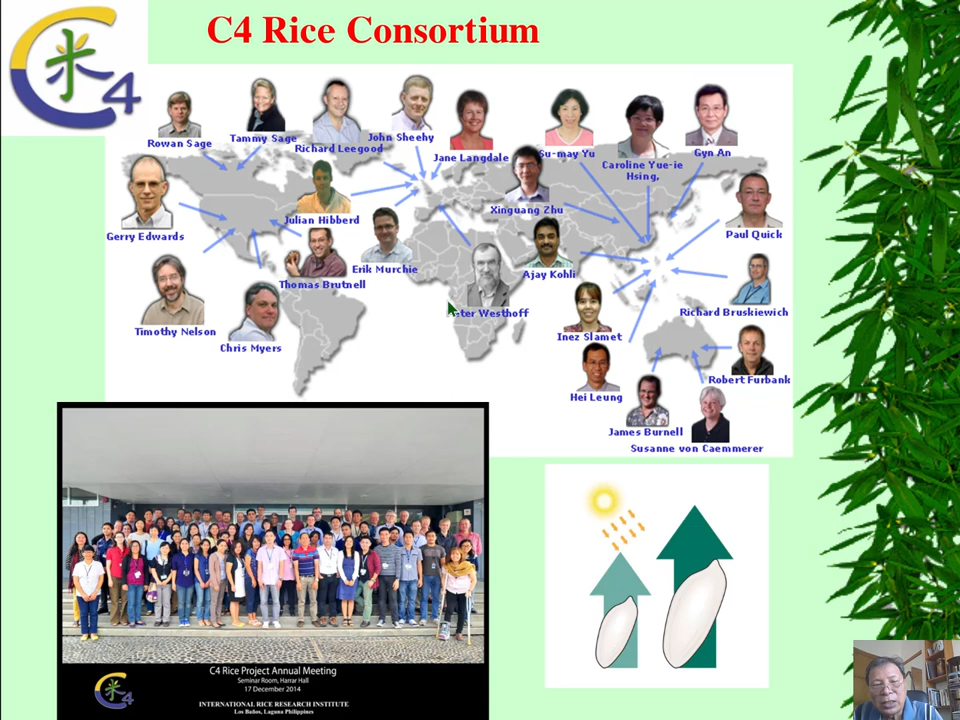 C4 Rice Consortium
4
Rowan Sage
Tammy Sage
Richard Leegood
John Sheehy
Jane Langdale
Su-may Yu
Caroline Yue-ie
Hsing,
Gyn An
Gerry Edwards
Julian Hibberd
Erik Murchie
Xinguang Zhu
Paul Quick
Thomas Brutnell
Ajay Kohli
Timothy Nelson
Chris Myers
Westhoff
Inez Slamet
Richard Bruskiewich
Hei Leung
Robert Furbank
James Burnell
Susanne von Caemmerer
C4 Rice Project Annual Meeting
Seminar Room, Harrar Hall
17 December 2014
4
INTERNATIONAL RICE RESEARCH INSTITUTE
Los Baños, Laguna Philippines